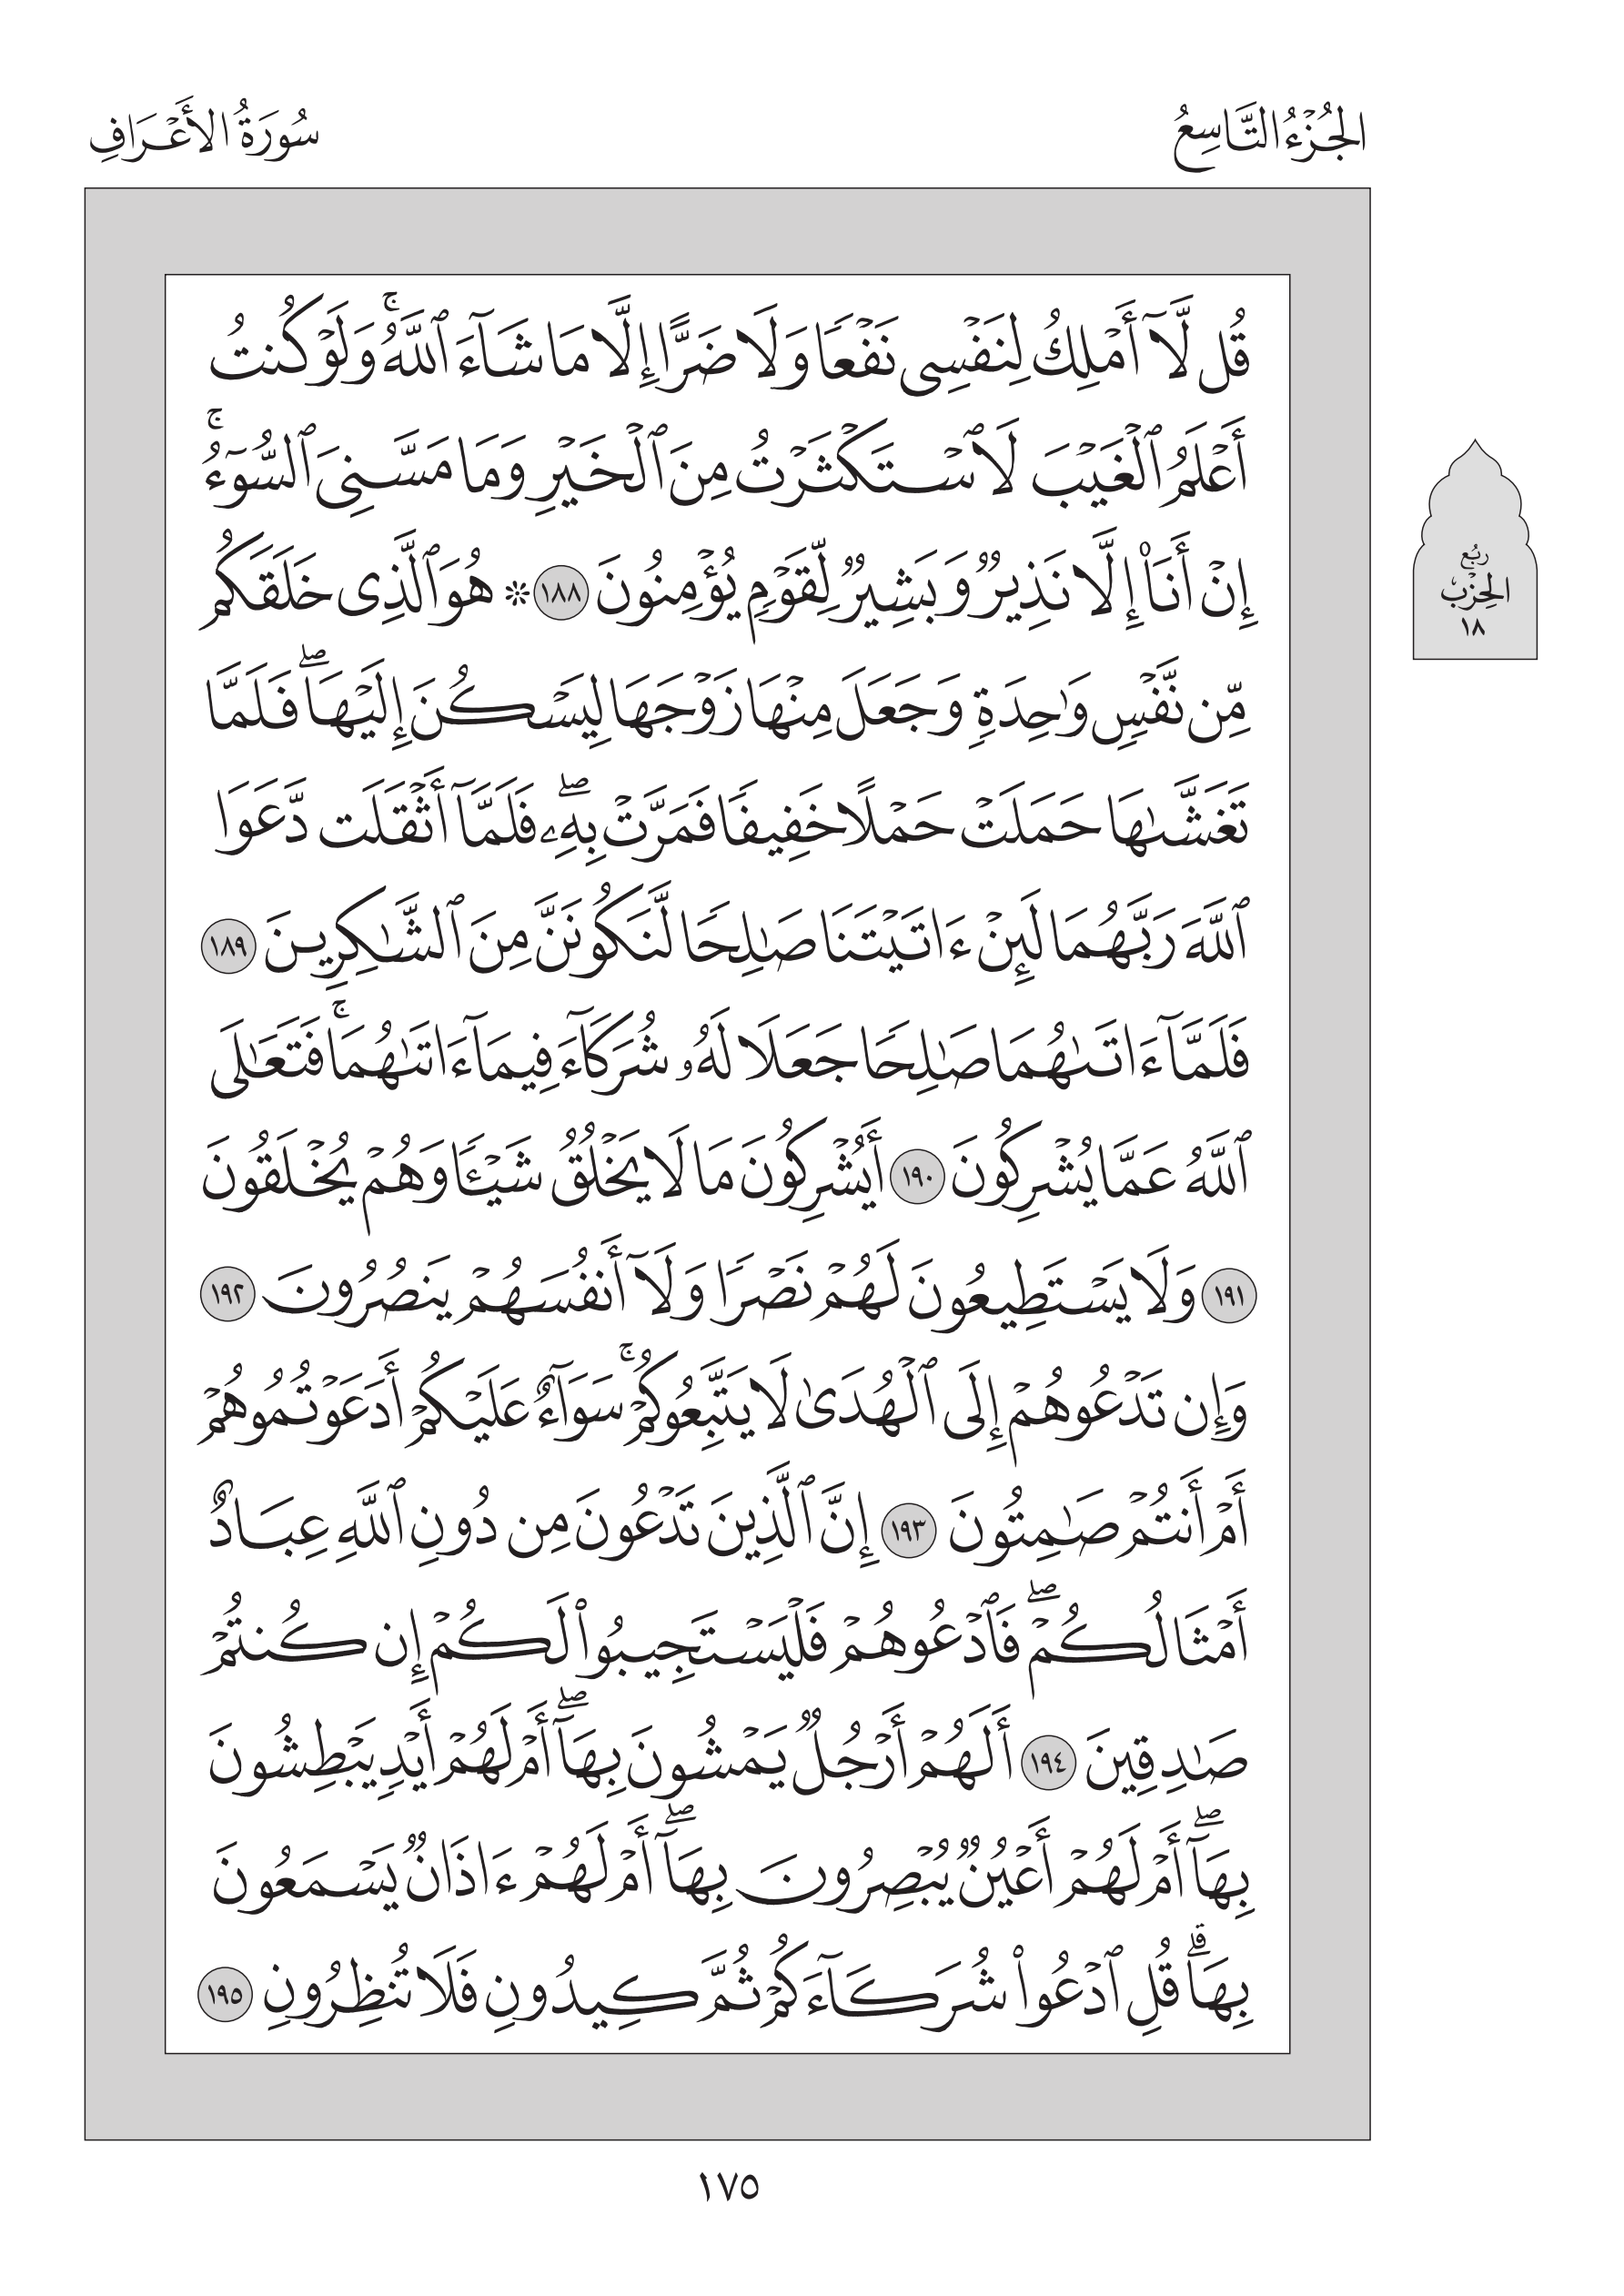 الجُزْءُ التَّاسِعُ
سُورَةُ الأَعْرَافِ
قُل لَّآ أَمْلِكُ لِنَفْسِى نَفْعًا وَلَا ضَرًّا إِلَّا مَا شَآءَ ٱللَّهُۚ وَلَوْ كُنتُ
أَعْلَمُ ٱلْغَيْبَ لَٱسْتَكْثَرْتُ مِنَ ٱلْخَيْرِ وَمَا مَسَّنِىَ ٱلسُّوٓءُۚ
إِنْ أَنَا۠ إِلَّا نَذِيرٌ وَبَشِيرٌ لِّقَوْمٍ يُؤْمِنُونَ ١٨٨ ۞ هُوَ ٱلَّذِى خَلَقَكُم
مِّن نَّفْسٍ وَٰحِدَةٍ وَجَعَلَ مِنْهَا زَوْجَهَا لِيَسْكُنَ إِلَيْهَاۖ فَلَمَّا
تَغَشَّىٰهَا حَمَلَتْ حَمْلًا خَفِيفًا فَمَرَّتْ بِهِۦۖ فَلَمَّآ أَثْقَلَت دَّعَوَا
ٱللَّهَ رَبَّهُمَا لَئِنْ ءَاتَيْتَنَا صَٰلِحًا لَّنَكُونَنَّ مِنَ ٱلشَّٰكِرِينَ ١٨٩
فَلَمَّآ ءَاتَىٰهُمَا صَٰلِحًا جَعَلَا لَهُۥ شُرَكَآءَ فِيمَآ ءَاتَىٰهُمَاۚ فَتَعَٰلَى
ٱللَّهُ عَمَّا يُشْرِكُونَ ١٩٠ أَيُشْرِكُونَ مَا لَا يَخْلُقُ شَيْـًٔا وَهُمْ يُخْلَقُونَ
١٩١ وَلَا يَسْتَطِيعُونَ لَهُمْ نَصْرًا وَلَآ أَنفُسَهُمْ يَنصُرُونَ ١٩٢
وَإِن تَدْعُوهُمْ إِلَى ٱلْهُدَىٰ لَا يَتَّبِعُوكُمْۚ سَوَآءٌ عَلَيْكُمْ أَدَعَوْتُمُوهُمْ
أَمْ أَنتُمْ صَٰمِتُونَ ١٩٣ إِنَّ ٱلَّذِينَ تَدْعُونَ مِن دُونِ ٱللَّهِ عِبَادٌ
أَمْثَالُكُمْۖ فَٱدْعُوهُمْ فَلْيَسْتَجِيبُوا۟ لَكُمْ إِن كُنتُمْ
صَٰدِقِينَ ١٩٤ أَلَهُمْ أَرْجُلٌ يَمْشُونَ بِهَآۖ أَمْ لَهُمْ أَيْدٍ يَبْطِشُونَ
بِهَآۖ أَمْ لَهُمْ أَعْيُنٌ يُبْصِرُونَ بِهَآۖ أَمْ لَهُمْ ءَاذَانٌ يَسْمَعُونَ
بِهَاۗ قُلِ ٱدْعُوا۟ شُرَكَآءَكُمْ ثُمَّ كِيدُونِ فَلَا تُنظِرُونِ ١٩٥
رُبُع
الحِزْب
١٨
١٧٥